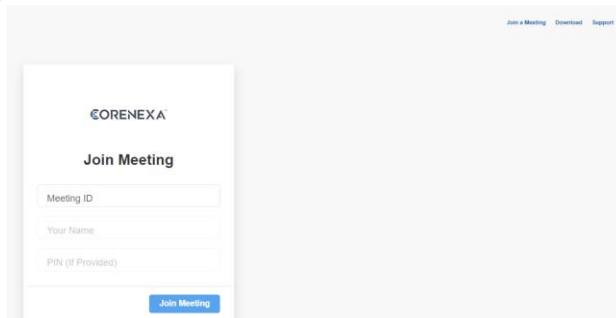 Join a Meeting Download Support
CORENEXA
Join Meeting
Meeting ID
Your Name
PIN (If Provided)
Join Meeting